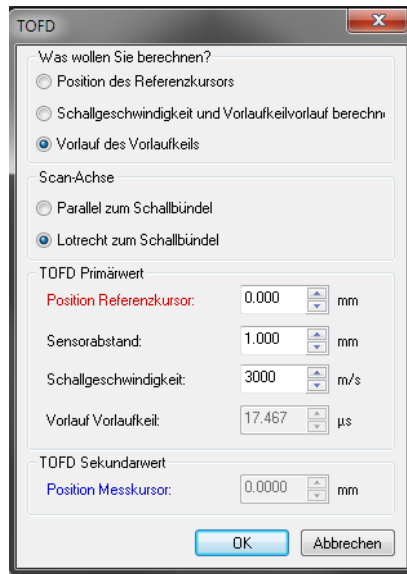 TOFD
Was wollen Sie berechnen?
Position des Referenzkursors
Schallgeschwindigkeit und Vorlaufkeilvorlauf berechn
Vorlauf des Vorlaufkeils
Scan-Achse
Parallel zum Schallbündel
Lotrecht zum Schallbündel
TOFD Primärwert
Position Referenzkursor: 0.000 mm
Sensorabstand: 1.000 mm
Schallgeschwindigkeit: 3000 m/s
Vorlauf Vorlaufkeil: 17.467 µs
TOFD Sekundarwert
Position Messkursor: 0.0000 mm
OK Abbrechen